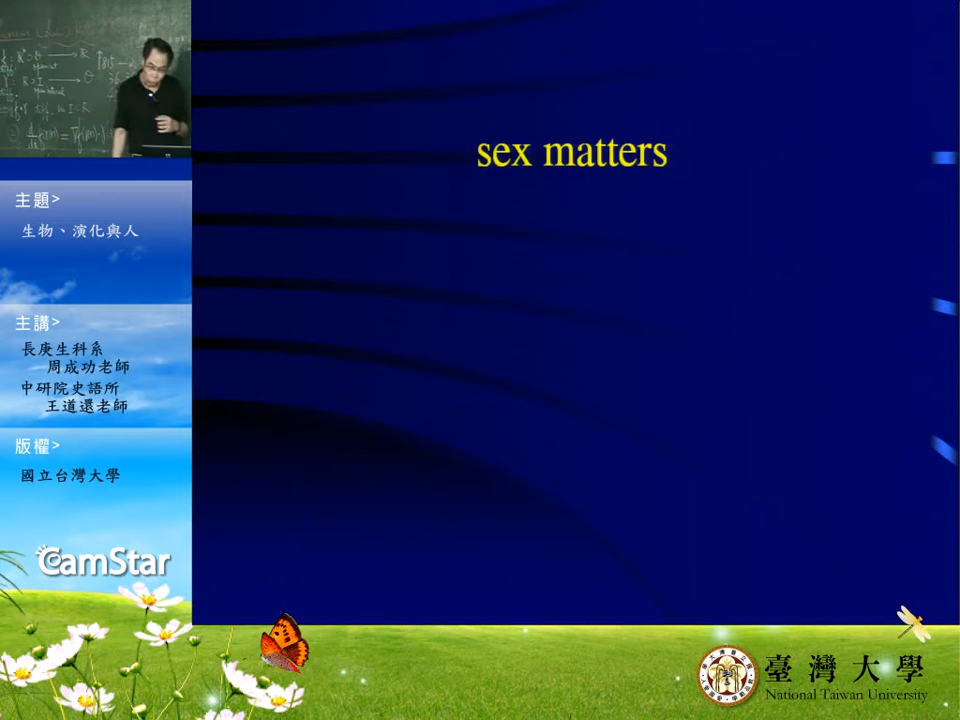 sex matters
主題>
生物、演化與人
主講>
長庚生科系
周成功老師
中研院史語所
王道還老師
版權>
國立台灣大學
CamStar
臺灣大學
National Taiwan University